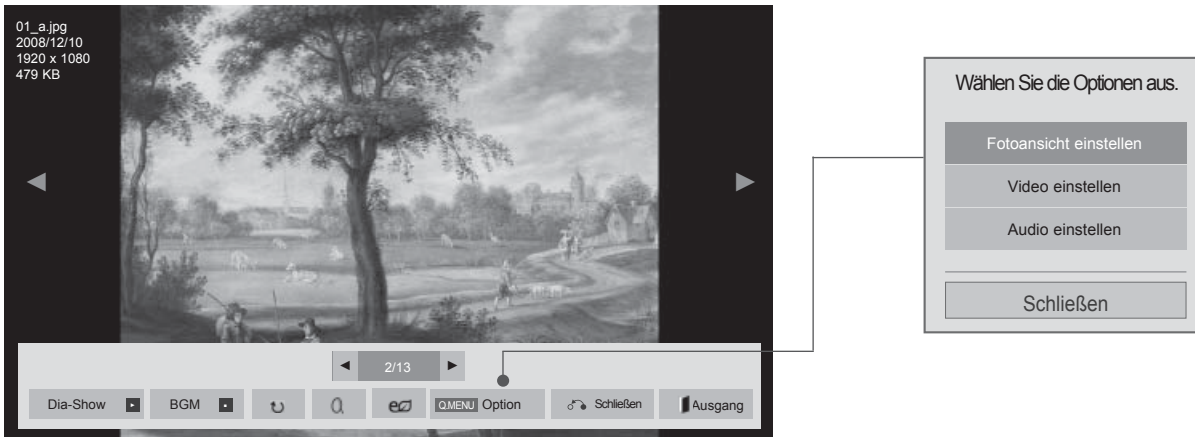 01_a.jpg
2008/12/10
1920 x 1080
479 KB
2/13
Dia-Show BGM Q.MENU Option Schließen Ausgang
Wählen Sie die Optionen aus.
Fotoansicht einstellen
Video einstellen
Audio einstellen
Schließen